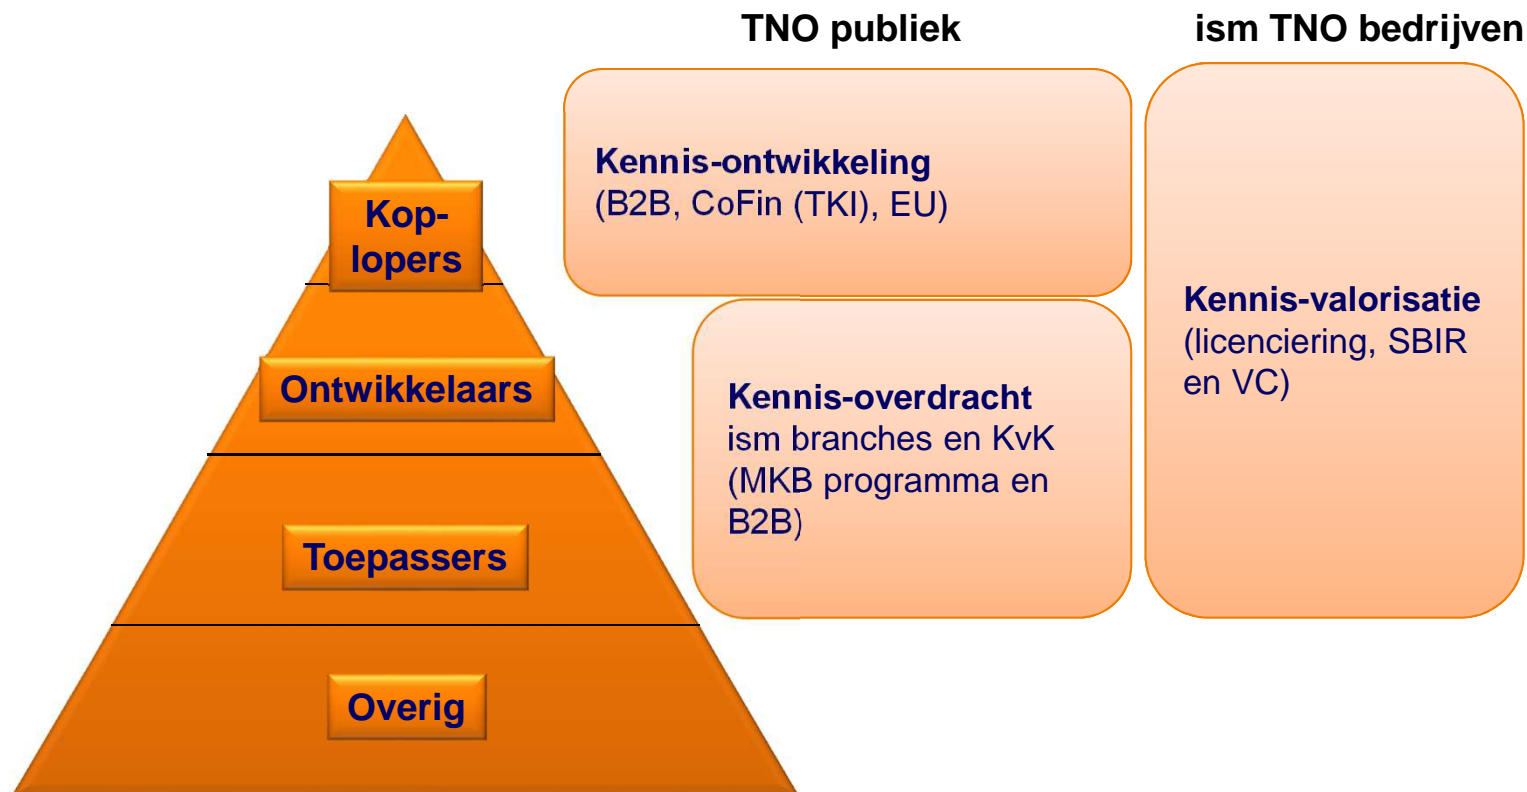 TNO publiek
ism TNO bedrijven
Kop-
lopers
Ontwikkelaars
Toepassers
Overig
Kennis-ontwikkeling
(B2B, CoFin (TKI), EU)
Kennis-overdracht
ism branches en KvK
(MKB programma en
B2B)
Kennis-valorisatie
(licenciering, SBIR
en VC)